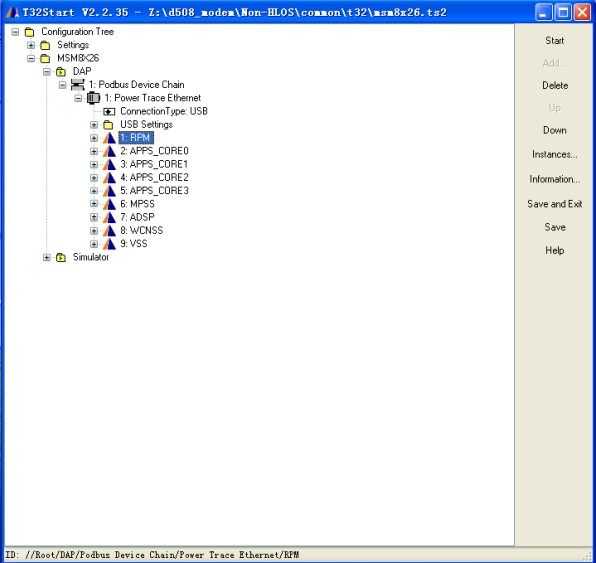 T32Start V2.2.35 - Z:\d508_modem\Non-HLOS\common\t32\msm8x26.ts2
Configuration Tree
Settings
MSM8X26
DAP
1: Podbus Device Chain
1: Power Trace Ethernet
ConnectionType: USB
USB Settings
1: RPM
2: APPS_CORE0
3: APPS_CORE1
4: APPS_CORE2
5: APPS_CORE3
6: MPSS
7: ADSP
8: WCNSS
9: VSS
Simulator
Start
Add...
Delete
Up
Down
Instances...
Information...
Save and Exit
Save
Help
ID: //Root/DAP/Podbus Device Chain/Power Trace Ethernet/RPM